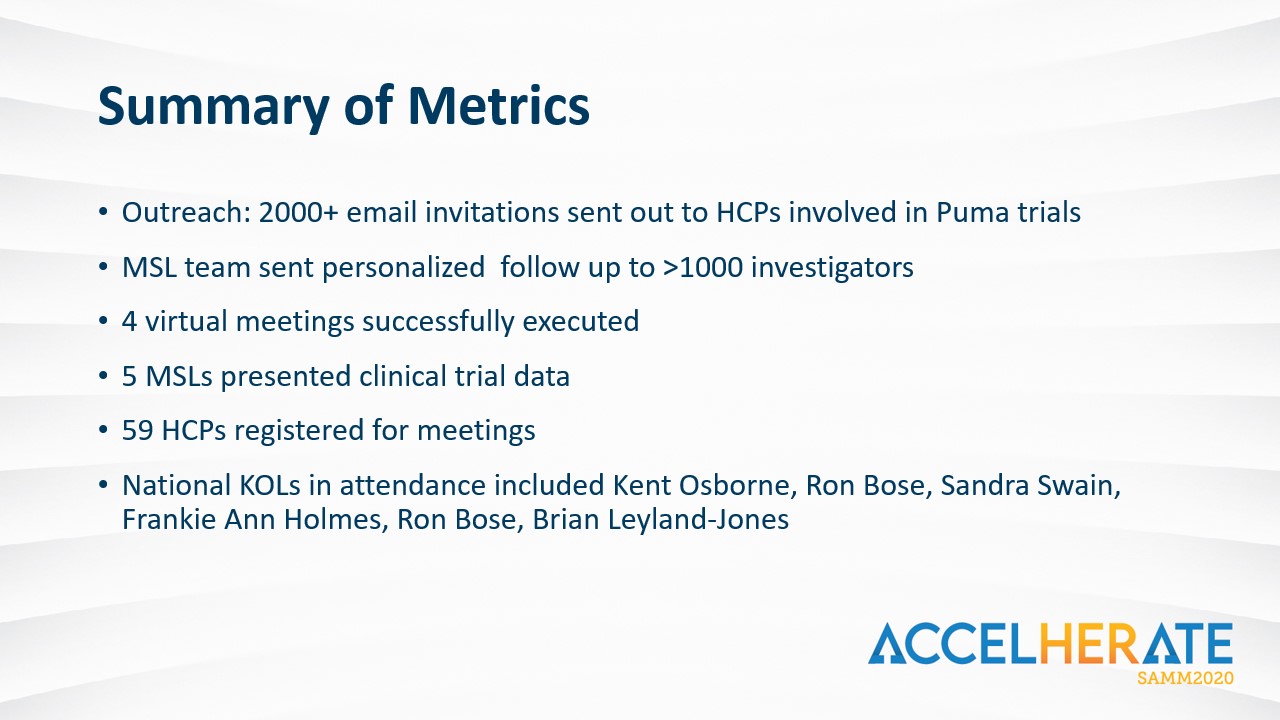 Summary of Metrics
• Outreach: 2000+ email invitations sent out to HCPs involved in Puma trials
• MSL team sent personalized  follow up to >1000 investigators
• 4 virtual meetings successfully executed
• 5 MSLs presented clinical trial data
• 59 HCPs registered for meetings
• National KOLs in attendance included Kent Osborne, Ron Bose, Sandra Swain,
Frankie Ann Holmes, Ron Bose, Brian Leyland-Jones
ACCELHERATE
SAMM2020